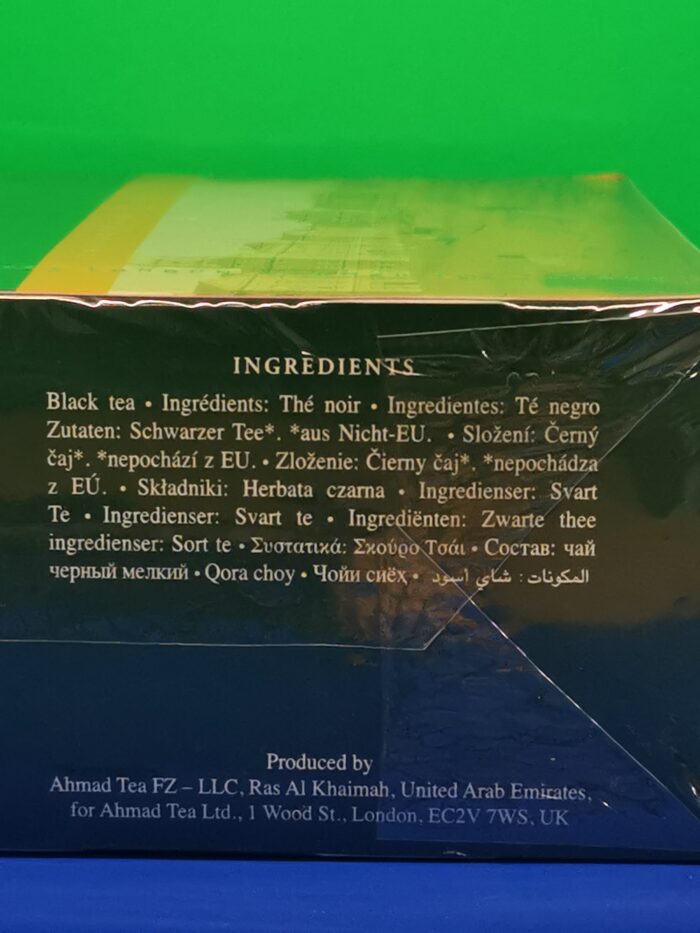 INGREDIENTS
Black tea • Ingrédients: Thé noir • Ingredientes: Té negro
Zutaten: Schwarzer Tee*. *aus Nicht-EU. • Složení: Černý
čaj*. *nepochází z EU. • Zloženie: Čierny čaj*. *nepochádza
z EÚ. • Składniki: Herbata czarna • Ingredienser: Svart
Te • Ingredienser: Svart te • Ingrediënten: Zwarte thee
ingredienser: Sort te • Συστατικά: Σκούρο Τσάι • Состав: чай
черный мелкий • Qora choy • Чойи сиёҳ • المكونات: شاي أسود
Produced by
Ahmad Tea FZ – LLC, Ras Al Khaimah, United Arab Emirates,
for Ahmad Tea Ltd., 1 Wood St., London, EC2V 7WS, UK